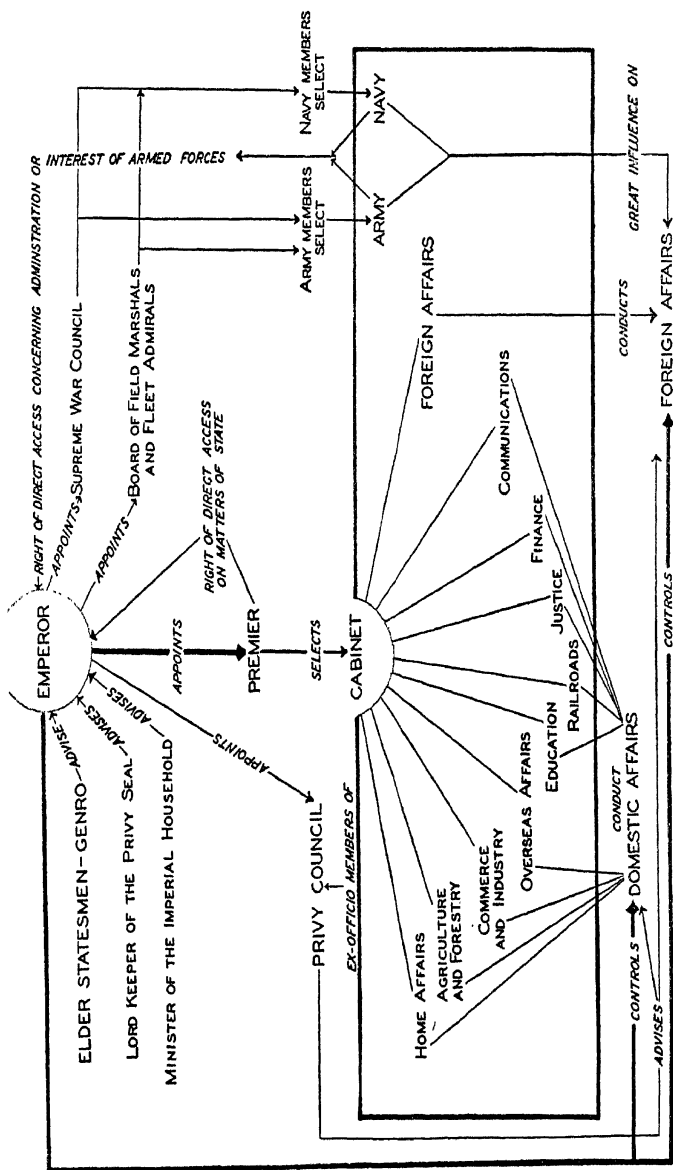 EMPEROR
RIGHT OF DIRECT ACCESS CONCERNING ADMINSTRATION OR
INTEREST OF ARMED FORCES
APPOINTS
SUPREME WAR COUNCIL
APPOINTS
BOARD OF FIELD MARSHALS
AND FLEET ADMIRALS
ELDER STATESMEN-GENRO
ADVISE
LORD KEEPER OF THE PRIVY SEAL
ADVISES
MINISTER OF THE IMPERIAL HOUSEHOLD
ADVISES
APPOINTS
RIGHT OF DIRECT ACCESS
ON MATTERS OF STATE
APPOINTS
PREMIER
SELECTS
PRIVY COUNCIL
EX-OFFICIO MEMBERS OF
ARMY MEMBERS
SELECT
NAVY MEMBERS
SELECT
CABINET
ARMY
NAVY
HOME AFFAIRS
AGRICULTURE
AND FORESTRY
COMMERCE
AND INDUSTRY
OVERSEAS AFFAIRS
EDUCATION
RAILROADS
JUSTICE
FINANCE
COMMUNICATIONS
FOREIGN AFFAIRS
CONDUCT
CONDUCTS
GREAT INFLUENCE ON
CONTROLS
DOMESTIC AFFAIRS
FOREIGN AFFAIRS
ADVISES
CONTROLS